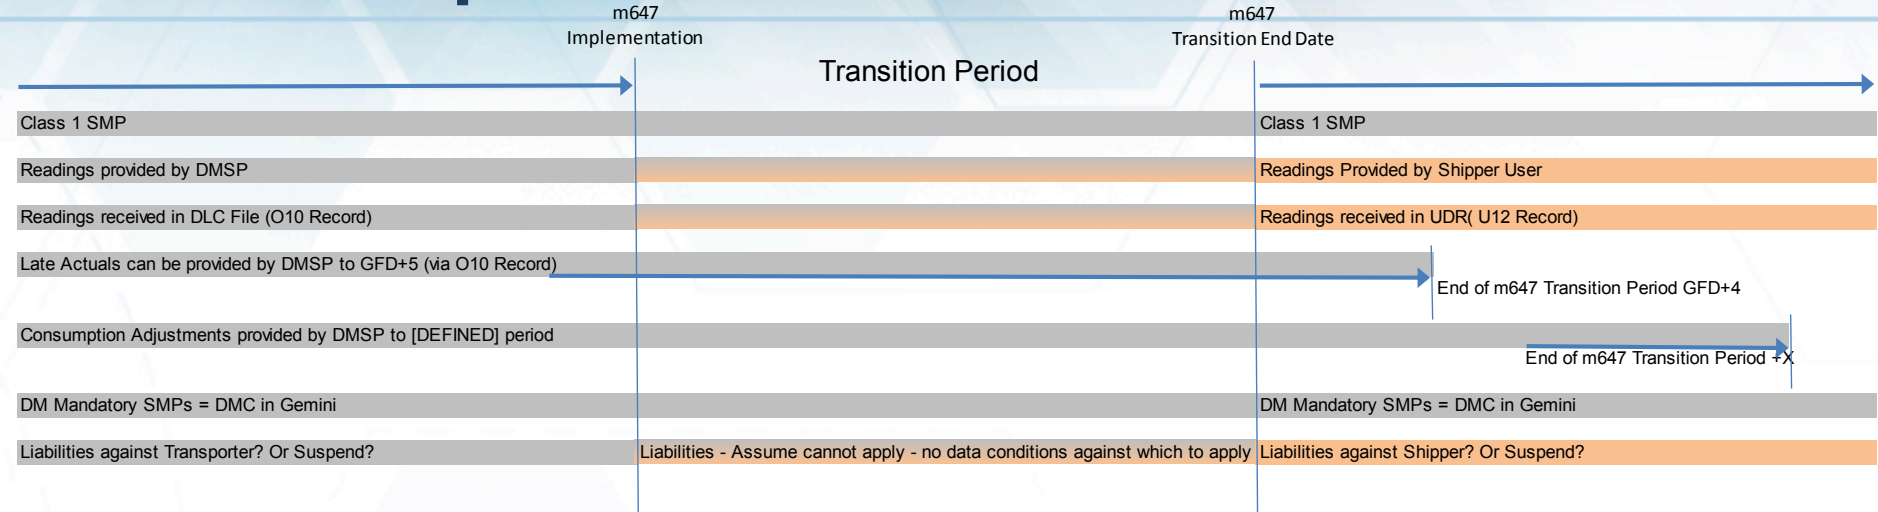 m647
Implementation
m647
Transition End Date
Transition Period
Class 1 SMP
Class 1 SMP
Readings provided by DMSP
Readings Provided by Shipper User
Readings received in DLC File (O10 Record)
Readings received in UDR( U12 Record)
Late Actuals can be provided by DMSP to GFD+5 (via O10 Record)
End of m647 Transition Period GFD+4
Consumption Adjustments provided by DMSP to [DEFINED] period
End of m647 Transition Period +X
DM Mandatory SMPs = DMC in Gemini
DM Mandatory SMPs = DMC in Gemini
Liabilities against Transporter? Or Suspend?
Liabilities - Assume cannot apply - no data conditions against which to apply
Liabilities against Shipper? Or Suspend?